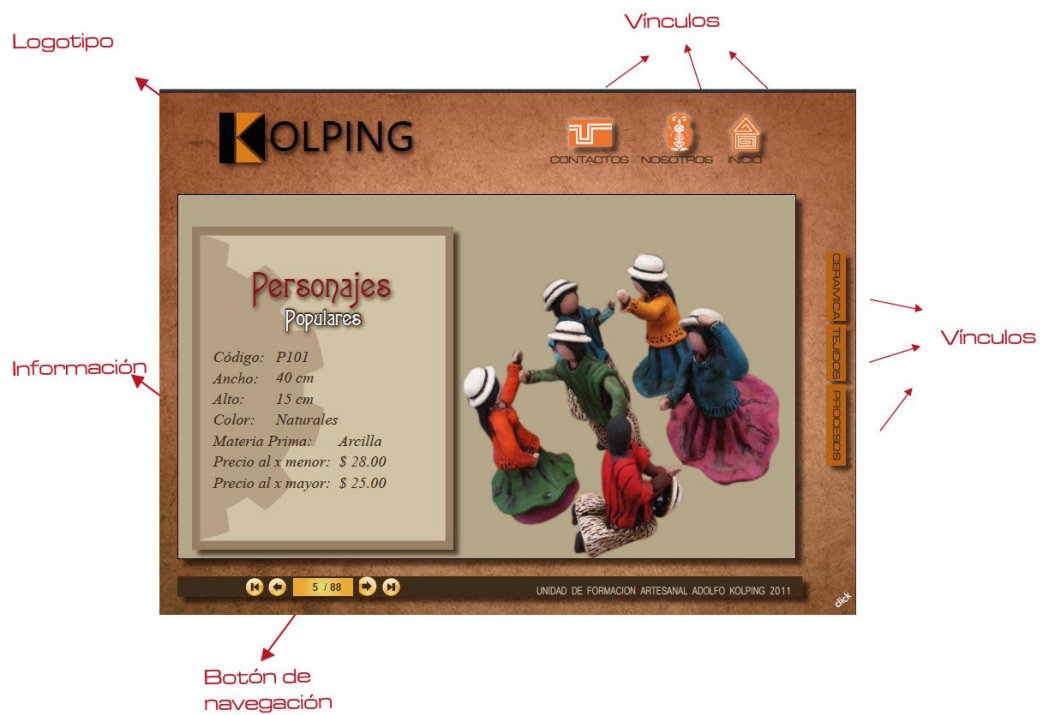 Vínculos
Logotipo
KOLPING
CONTACTOS NOSOTROS INICIO
Personajes
Populares
CERAMICA
TEJIDOS
PROCESOS
Vínculos
Información
Código: P101
Ancho: 40 cm
Alto: 15 cm
Color: Naturales
Materia Prima: Arcilla
Precio al x menor: $ 28.00
Precio al x mayor: $ 25.00
5 / 88
UNIDAD DE FORMACION ARTESANAL ADOLFO KOLPING 2011
click
Botón de
navegación